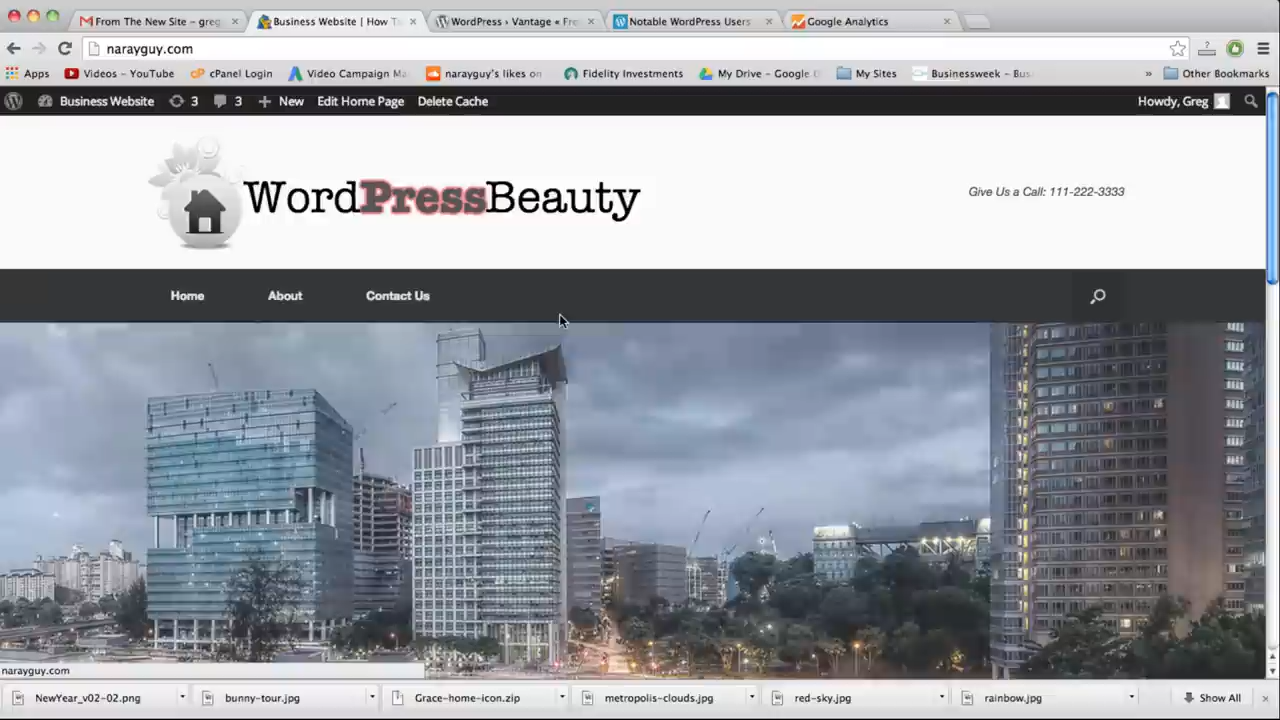 From The New Site – greg
Business Website | How Ta
WordPress › Vantage « Fre
Notable WordPress Users
Google Analytics
narayguy.com
Apps
Videos – YouTube
cPanel Login
Video Campaign Ma
narayguy's likes on
Fidelity Investments
My Drive – Google D
My Sites
Businessweek – Bus
»
Other Bookmarks
Business Website
3
3
New
Edit Home Page
Delete Cache
Howdy, Greg
WordPressBeauty
Give Us a Call: 111-222-3333
Home
About
Contact Us
narayguy.com
NewYear_v02-02.png
bunny-tour.jpg
Grace-home-icon.zip
metropolis-clouds.jpg
red-sky.jpg
rainbow.jpg
Show All